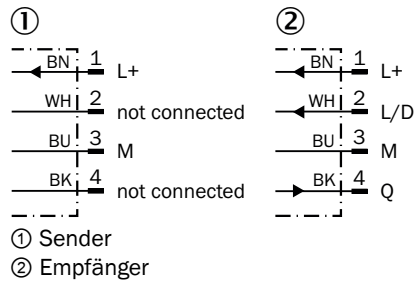 ① ②
BN 1 L+ BN 1 L+
WH 2 not connected WH 2 L/D
BU 3 M BU 3 M
BK 4 not connected BK 4 Q
① Sender
② Empfänger